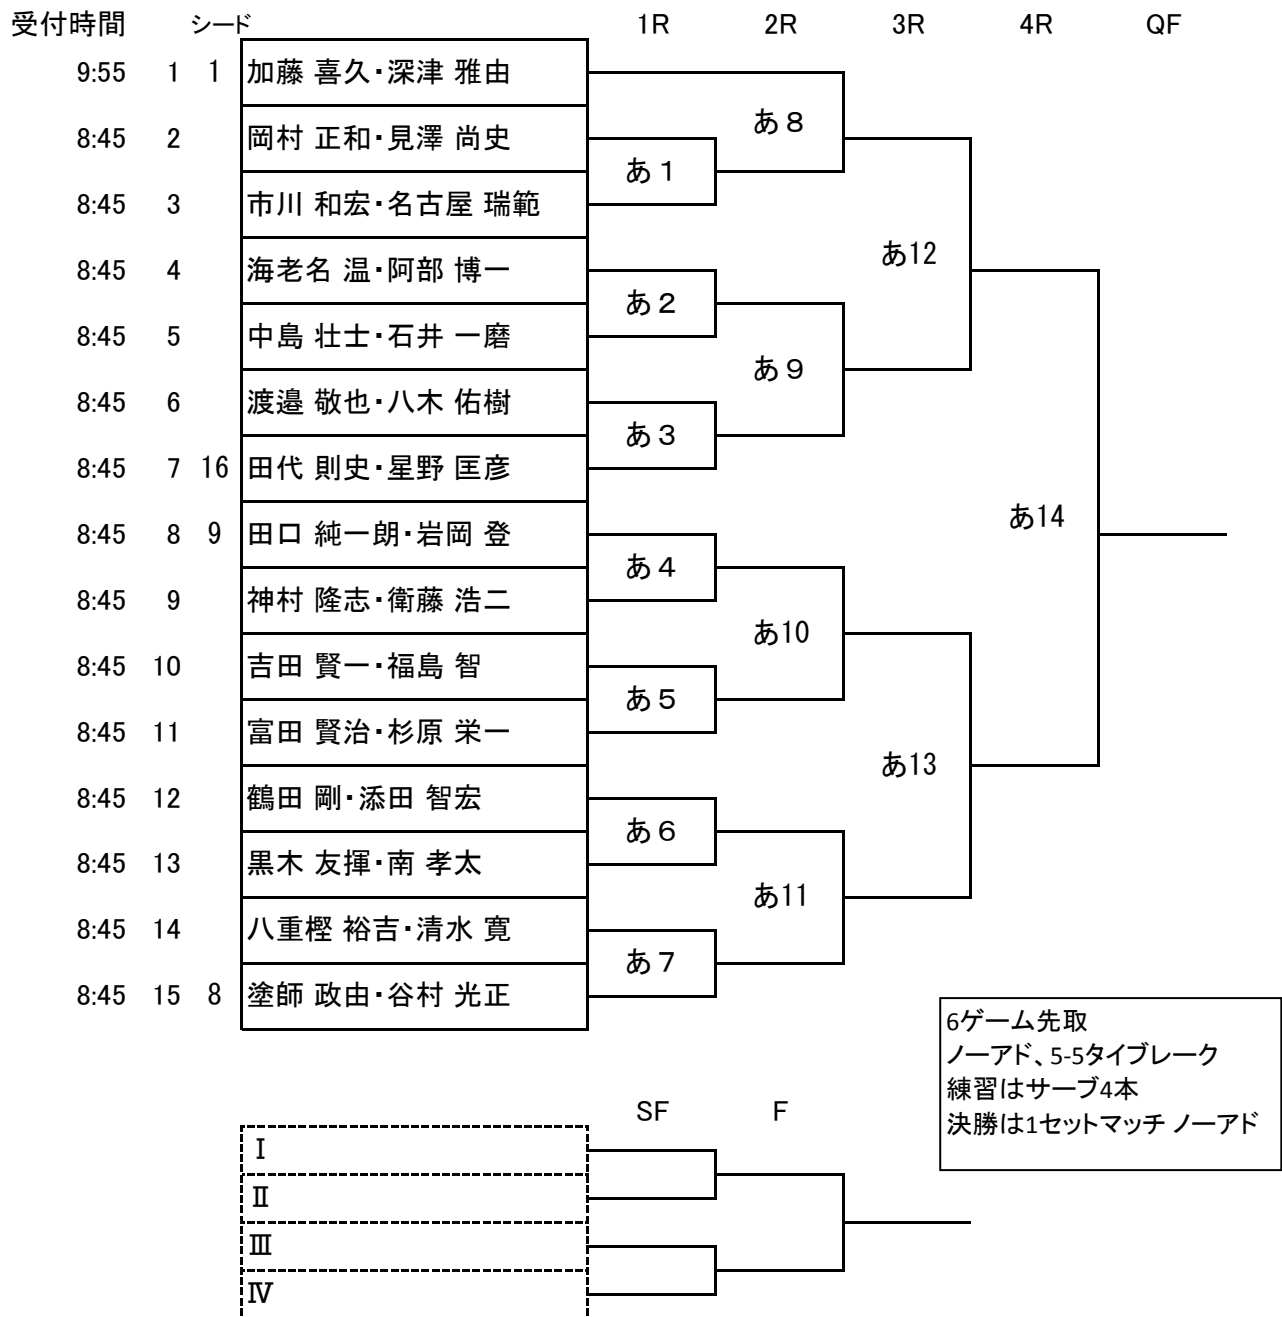 受付時間 シード 1R 2R 3R 4R QF
9:55 1 1 加藤 喜久・深津 雅由
あ８
8:45 2 岡村 正和・見澤 尚史
あ１
8:45 3 市川 和宏・名古屋 瑞範
あ12
8:45 4 海老名 温・阿部 博一
あ２
8:45 5 中島 壮士・石井 一磨
あ９
8:45 6 渡邉 敬也・八木 佑樹
あ３
8:45 7 16 田代 則史・星野 匡彦
あ14
8:45 8 9 田口 純一朗・岩岡 登
あ４
8:45 9 神村 隆志・衛藤 浩二
あ10
8:45 10 吉田 賢一・福島 智
あ５
8:45 11 富田 賢治・杉原 栄一
あ13
8:45 12 鶴田 剛・添田 智宏
あ６
8:45 13 黒木 友揮・南 孝太
あ11
8:45 14 八重樫 裕吉・清水 寛
あ７
8:45 15 8 塗師 政由・谷村 光正
6ゲーム先取
ノーアド、5-5タイブレーク
練習はサーブ4本
決勝は1セットマッチ ノーアド
SF F
Ⅰ
Ⅱ
Ⅲ
Ⅳ